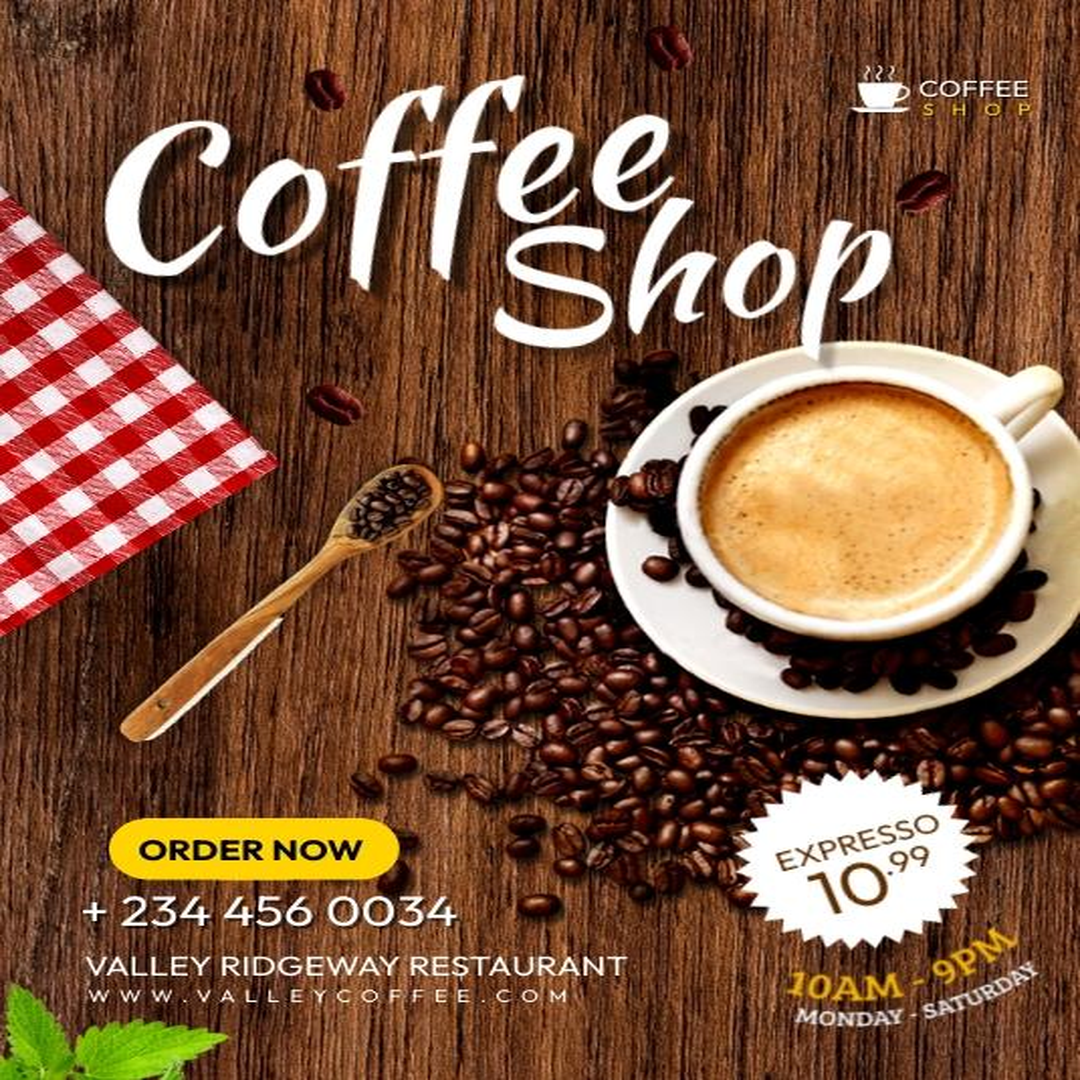 COFFEE
SHOP
Coffee
Shop
ORDER NOW
+ 234 456 0034
VALLEY RIDGEWAY RESTAURANT
WWW.VALLEYCOFFEE.COM
EXPRESSO
10.99
10AM - 9PM
MONDAY - SATURDAY